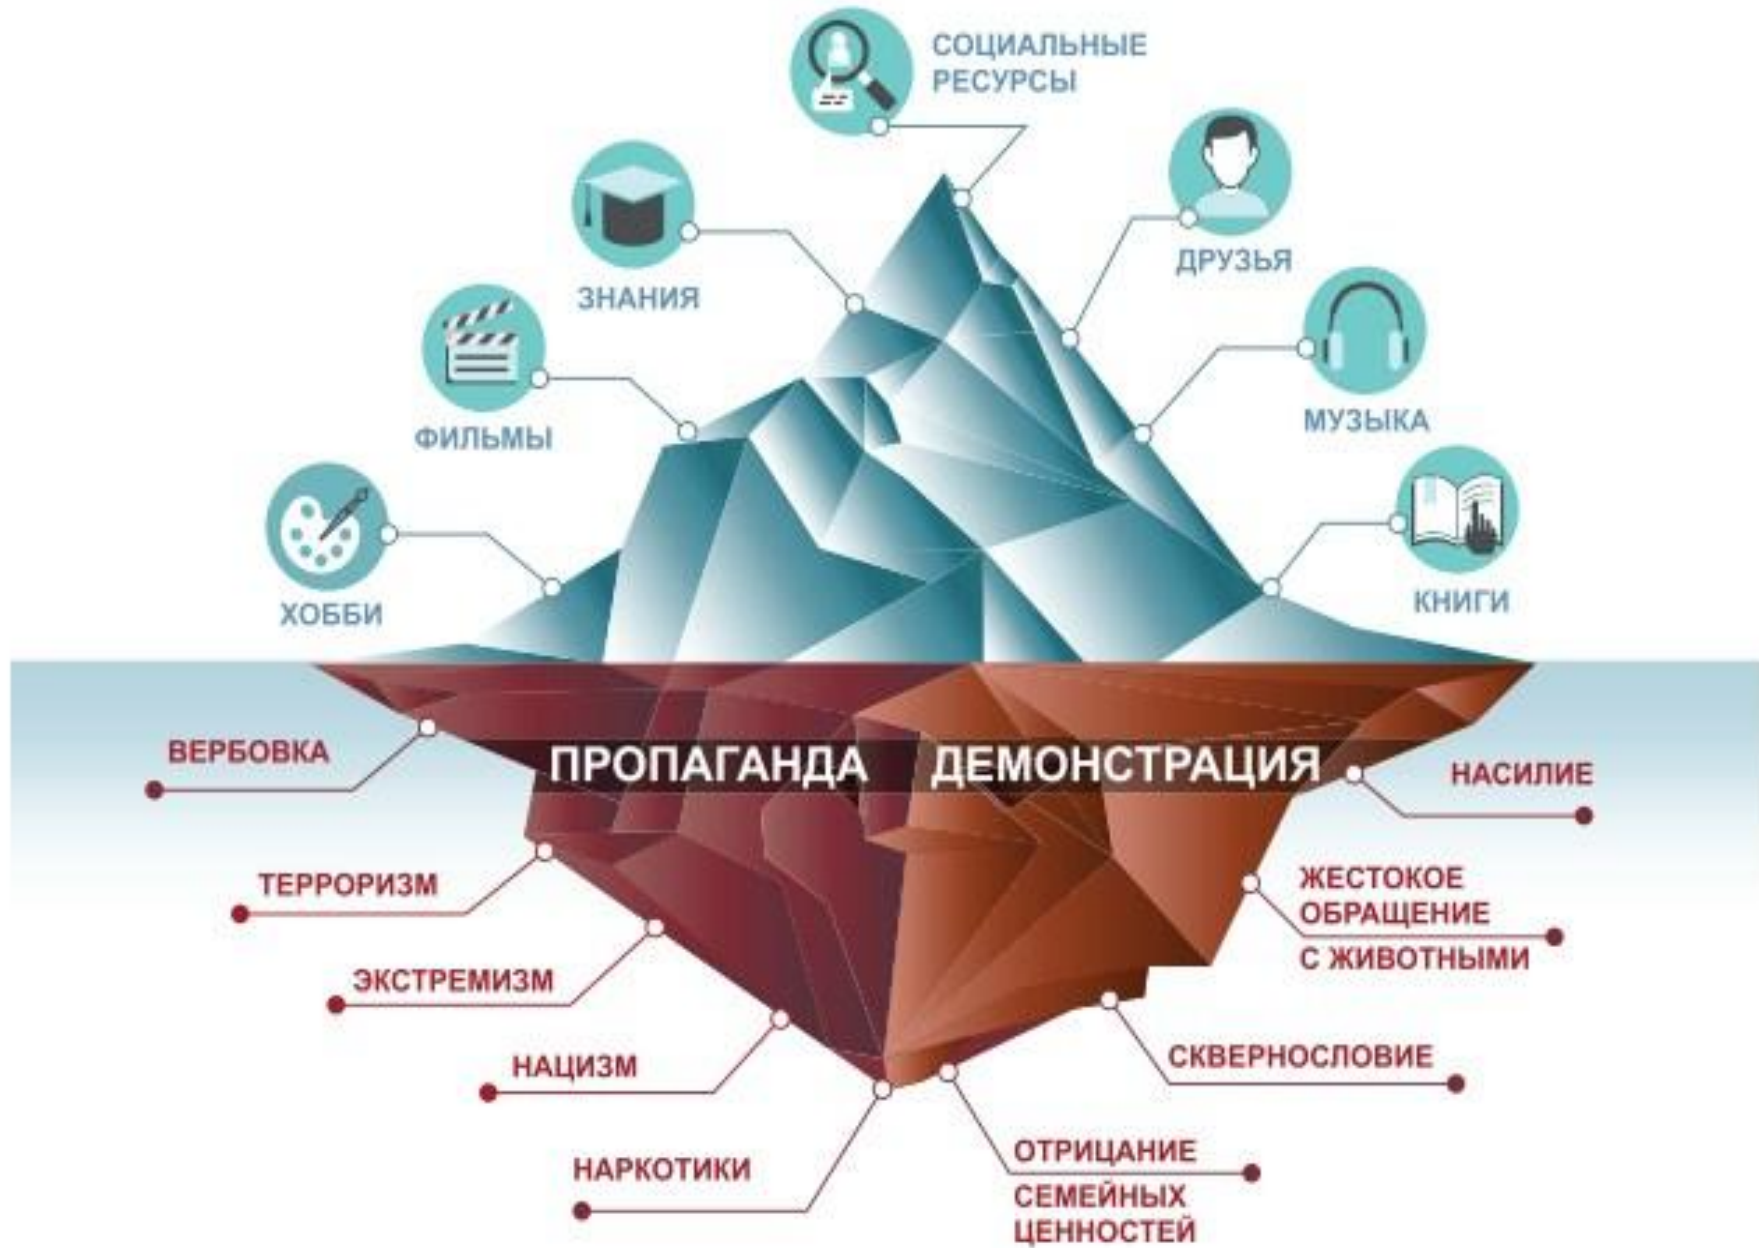 СОЦИАЛЬНЫЕ
РЕСУРСЫ
ЗНАНИЯ
ДРУЗЬЯ
ФИЛЬМЫ
МУЗЫКА
ХОББИ
КНИГИ
ПРОПАГАНДА
ДЕМОНСТРАЦИЯ
ВЕРБОВКА
ТЕРРОРИЗМ
ЭКСТРЕМИЗМ
НАЦИЗМ
НАРКОТИКИ
НАСИЛИЕ
ЖЕСТОКОЕ
ОБРАЩЕНИЕ
С ЖИВОТНЫМИ
СКВЕРНОСЛОВИЕ
ОТРИЦАНИЕ
СЕМЕЙНЫХ
ЦЕННОСТЕЙ